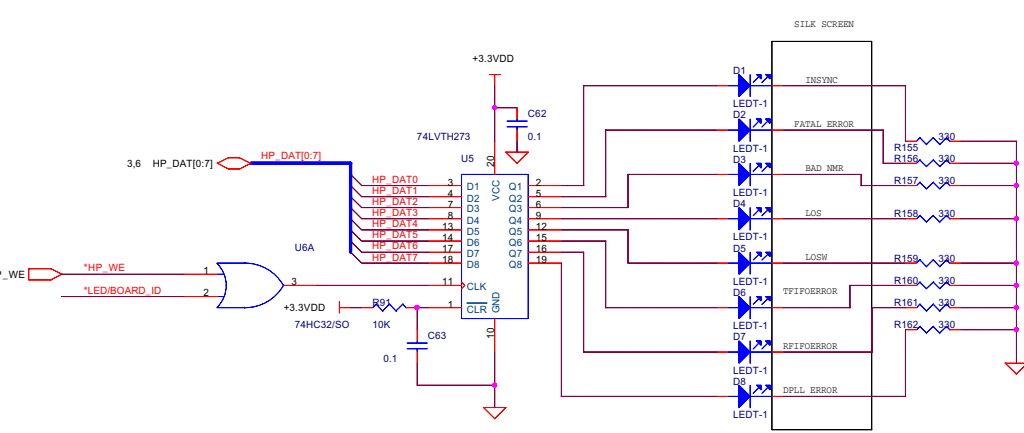 SILK SCREEN
+3.3VDD
D1
INSYNC
LEDT-1
C62
0.1
D2
FATAL ERROR
LEDT-1
74LVTH273
R155 330
U5
D3
R156 330
BAD NMR
LEDT-1
R157 330
3,6 HP_DAT[0:7] HP_DAT[0:7]
20
VCC
HP_DAT0 3 D1 Q1 2
HP_DAT1 4 D2 Q2 5
HP_DAT2 7 D3 Q3 6
HP_DAT3 8 D4 Q4 9
HP_DAT4 13 D5 Q5 12
HP_DAT5 14 D6 Q6 15
HP_DAT6 17 D7 Q7 16
HP_DAT7 18 D8 Q8 19
D4
LOS
LEDT-1
R158 330
U6A
D5
LOSW
LEDT-1
R159 330
P_WE *HP_WE 1
*LED/BOARD_ID 2
3
11 CLK
1 CLR
GND
10
+3.3VDD R91
10K
74HC32/SO
C63
0.1
D6
TFIFOERROR
LEDT-1
R160 330
R161 330
R162 330
D7
RFIFOERROR
LEDT-1
D8
DPLL ERROR
LEDT-1